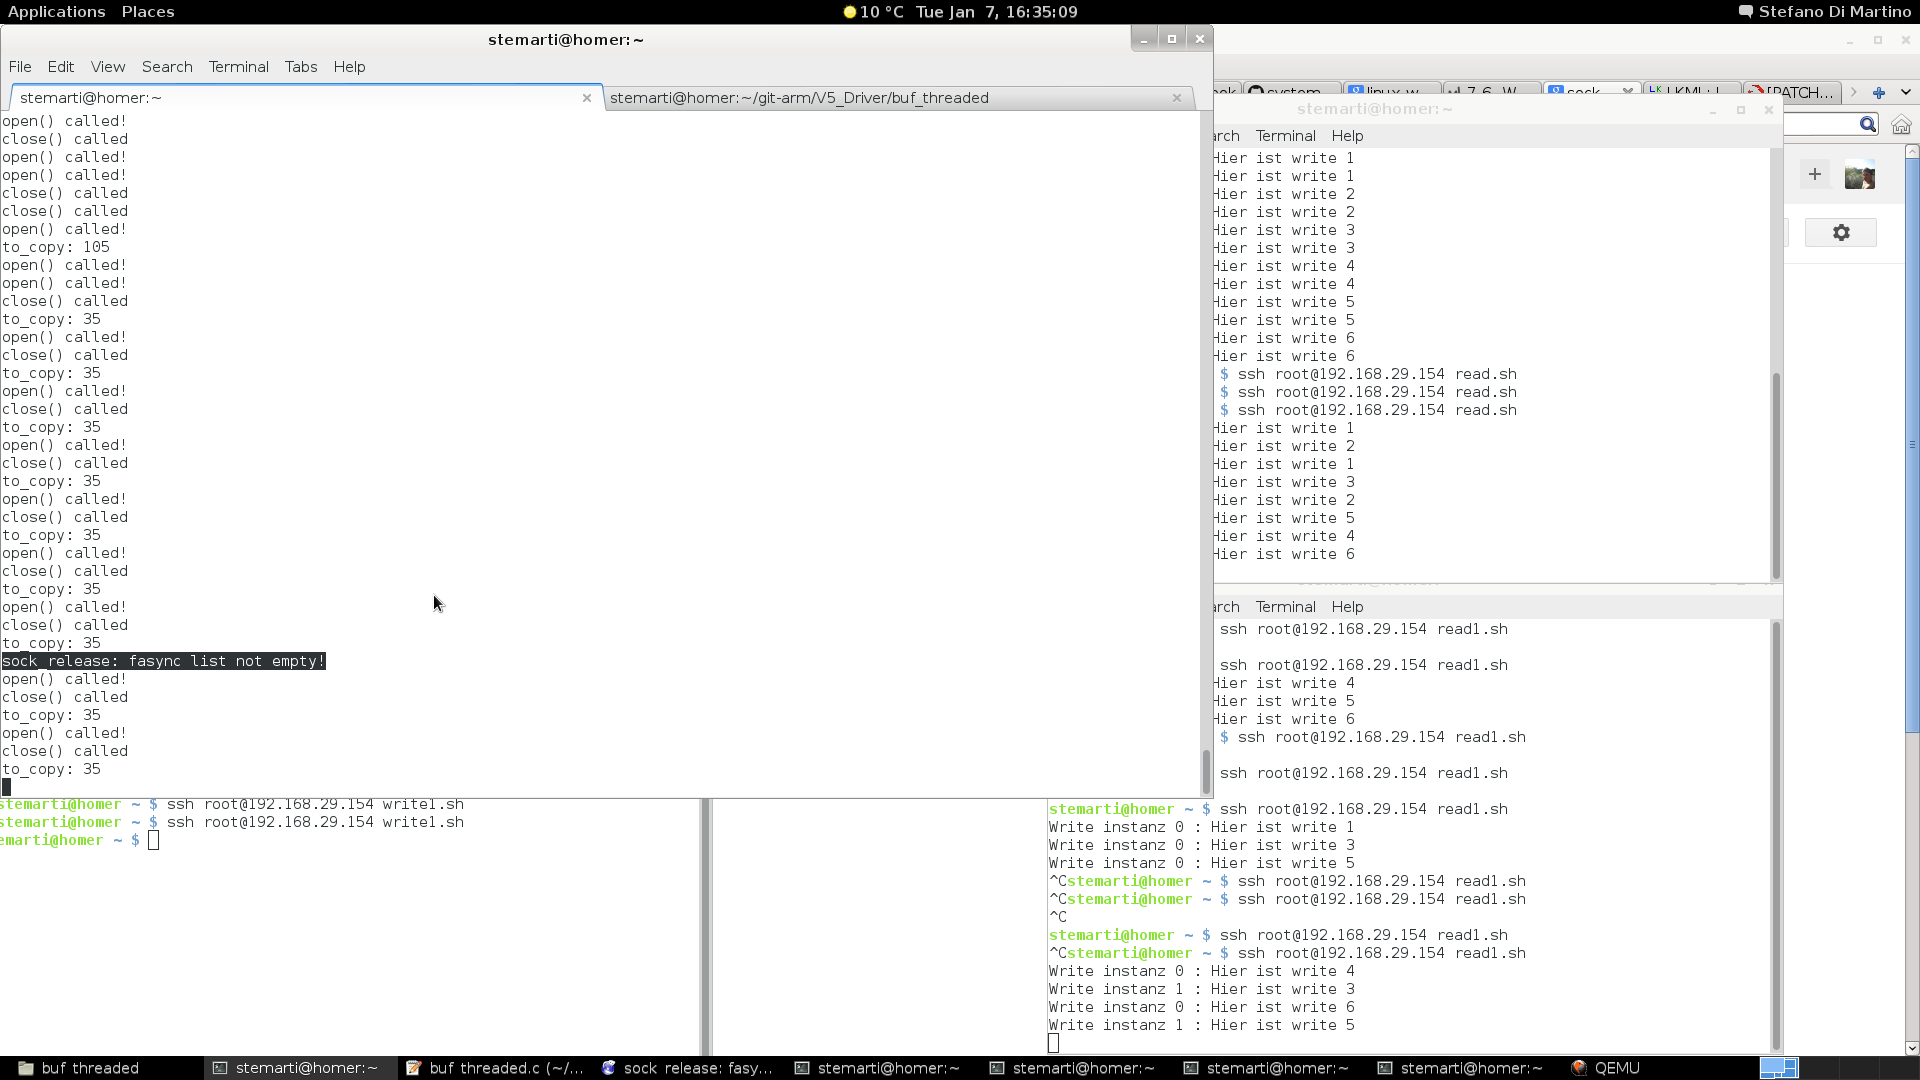 Applications Places 10 °C Tue Jan 7, 16:35:09 Stefano Di Martino
stemarti@homer:~
File Edit View Search Terminal Tabs Help
stemarti@homer:~ stemarti@homer:~/git-arm/V5_Driver/buf_threaded
open() called!
close() called
open() called!
open() called!
close() called
close() called
open() called!
to_copy: 105
open() called!
open() called!
close() called
to_copy: 35
open() called!
close() called
to_copy: 35
open() called!
close() called
to_copy: 35
open() called!
close() called
to_copy: 35
open() called!
close() called
to_copy: 35
open() called!
close() called
to_copy: 35
open() called!
close() called
to_copy: 35
sock_release: fasync list not empty!
open() called!
close() called
to_copy: 35
open() called!
close() called
to_copy: 35
stemarti@homer ~ $ ssh root@192.168.29.154 write1.sh
stemarti@homer ~ $ ssh root@192.168.29.154 write1.sh
emarti@homer ~ $
system linux w 7.6. W sock LKML: J [PATCH...
stemarti@homer:~
arch Terminal Help
Hier ist write 1
Hier ist write 1
Hier ist write 2
Hier ist write 2
Hier ist write 3
Hier ist write 3
Hier ist write 4
Hier ist write 4
Hier ist write 5
Hier ist write 5
Hier ist write 6
Hier ist write 6
$ ssh root@192.168.29.154 read.sh
$ ssh root@192.168.29.154 read.sh
$ ssh root@192.168.29.154 read.sh
Hier ist write 1
Hier ist write 2
Hier ist write 1
Hier ist write 3
Hier ist write 2
Hier ist write 5
Hier ist write 4
Hier ist write 6
arch Terminal Help
ssh root@192.168.29.154 read1.sh
ssh root@192.168.29.154 read1.sh
Hier ist write 4
Hier ist write 5
Hier ist write 6
$ ssh root@192.168.29.154 read1.sh
ssh root@192.168.29.154 read1.sh
stemarti@homer ~ $ ssh root@192.168.29.154 read1.sh
Write instanz 0 : Hier ist write 1
Write instanz 0 : Hier ist write 3
Write instanz 0 : Hier ist write 5
^Cstemarti@homer ~ $ ssh root@192.168.29.154 read1.sh
^Cstemarti@homer ~ $ ssh root@192.168.29.154 read1.sh
^C
stemarti@homer ~ $ ssh root@192.168.29.154 read1.sh
^Cstemarti@homer ~ $ ssh root@192.168.29.154 read1.sh
Write instanz 0 : Hier ist write 4
Write instanz 1 : Hier ist write 3
Write instanz 0 : Hier ist write 6
Write instanz 1 : Hier ist write 5
buf threaded stemarti@homer:~ buf threaded.c (~/... sock release: fasy... stemarti@homer:~ stemarti@homer:~ stemarti@homer:~ stemarti@homer:~ QEMU